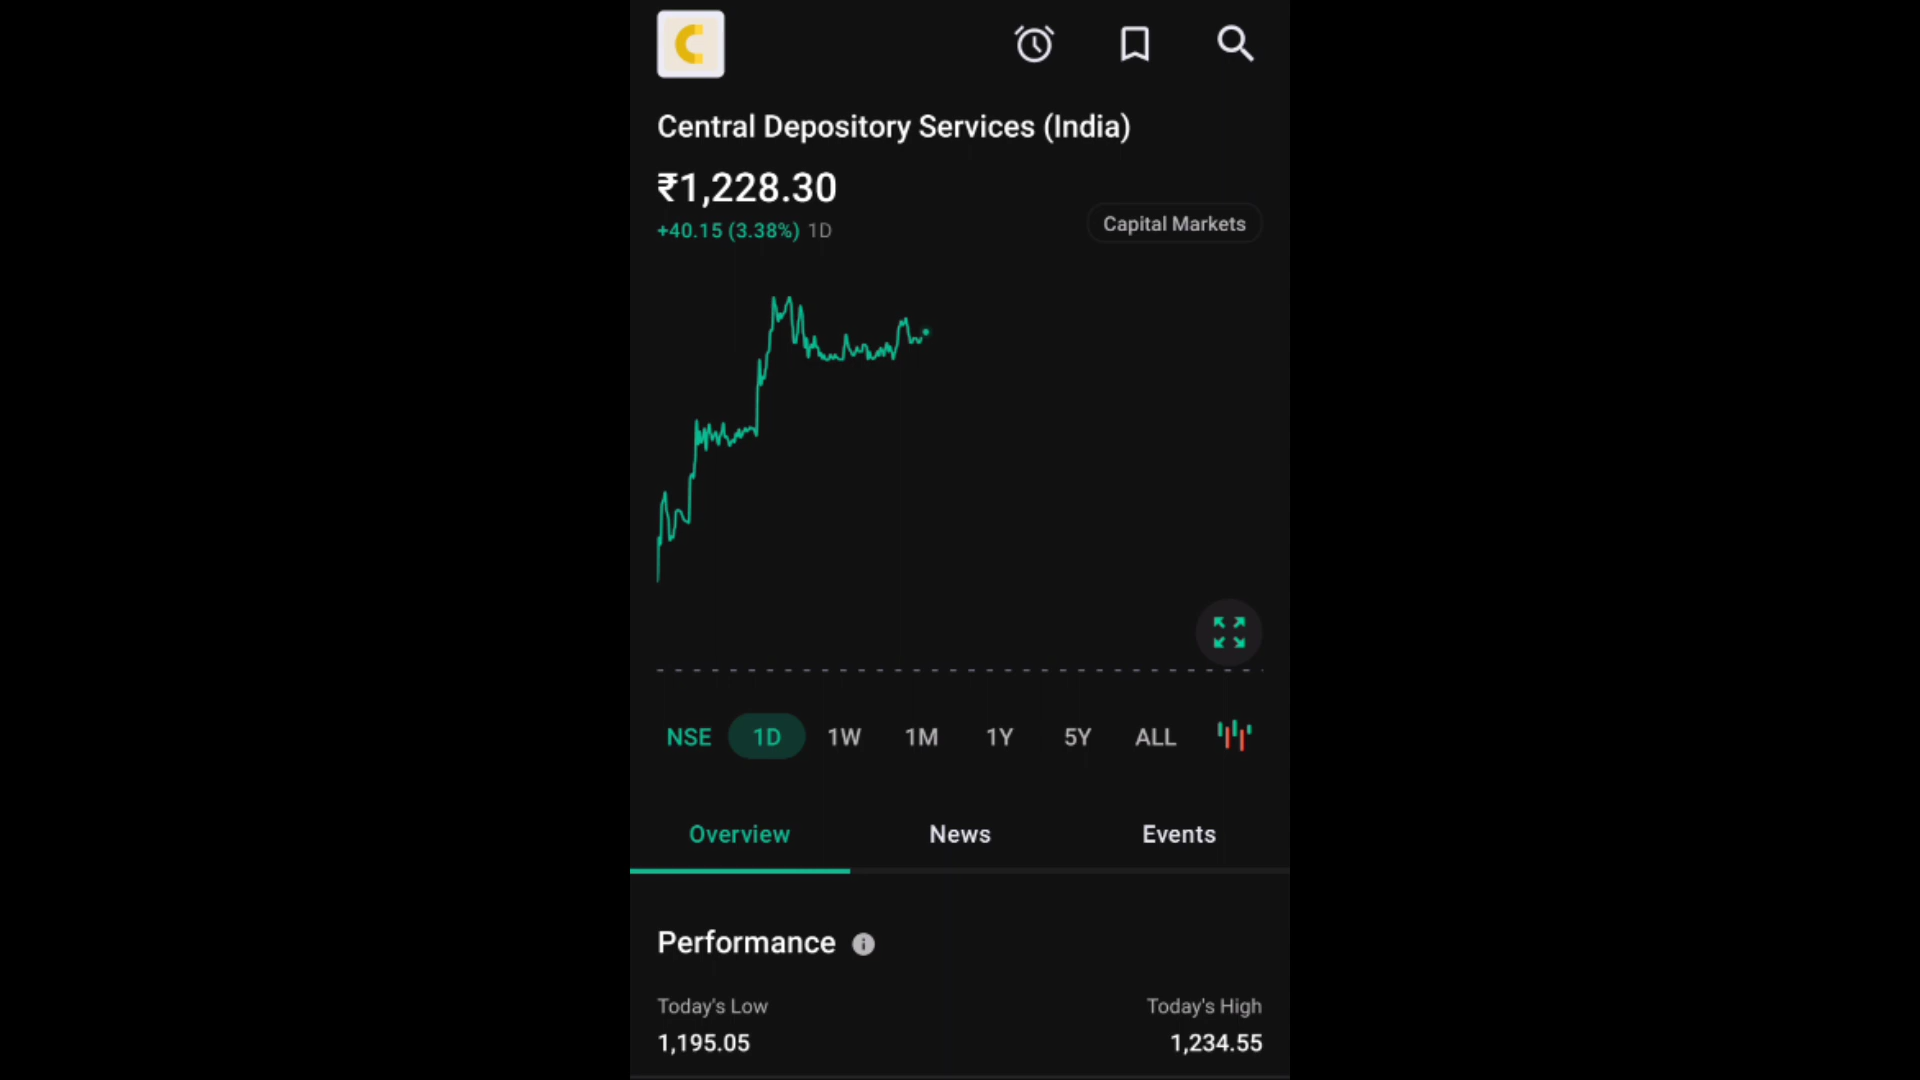 Central Depository Services (India)
₹1,228.30
+40.15 (3.38%) 1D
Capital Markets
NSE 1D 1W 1M 1Y 5Y ALL
Overview News Events
Performance
Today's Low Today's High
1,195.05 1,234.55